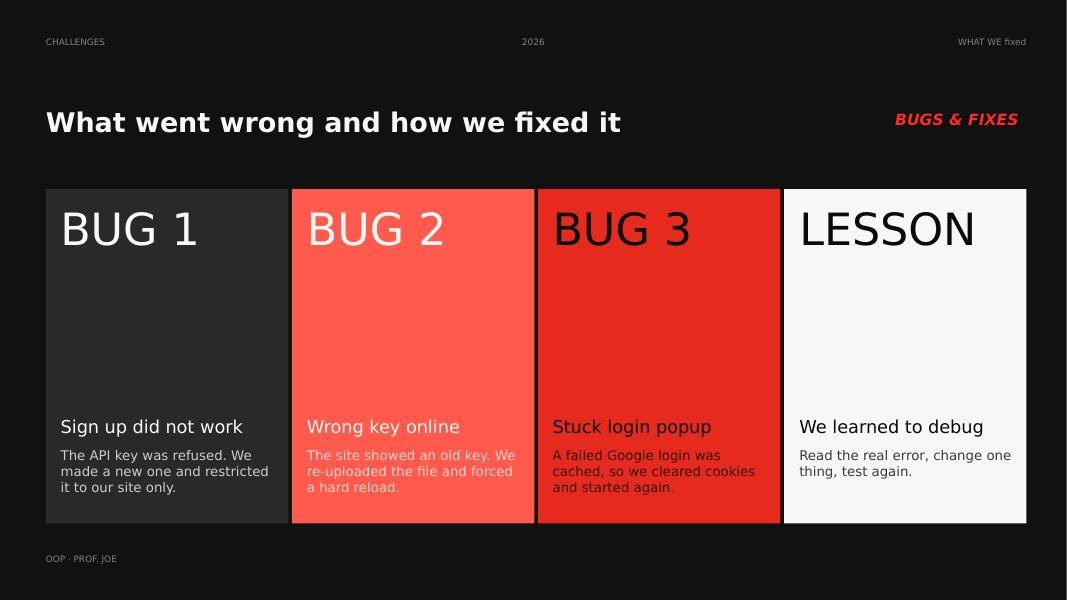 CHALLENGES
2026
WHAT WE fixed
What went wrong and how we fixed it
BUGS & FIXES
BUG 1
Sign up did not work
The API key was refused. We
made a new one and restricted
it to our site only.
BUG 2
Wrong key online
The site showed an old key. We
re-uploaded the file and forced
a hard reload.
BUG 3
Stuck login popup
A failed Google login was
cached, so we cleared cookies
and started again.
LESSON
We learned to debug
Read the real error, change one
thing, test again.
OOP · PROF. JOE